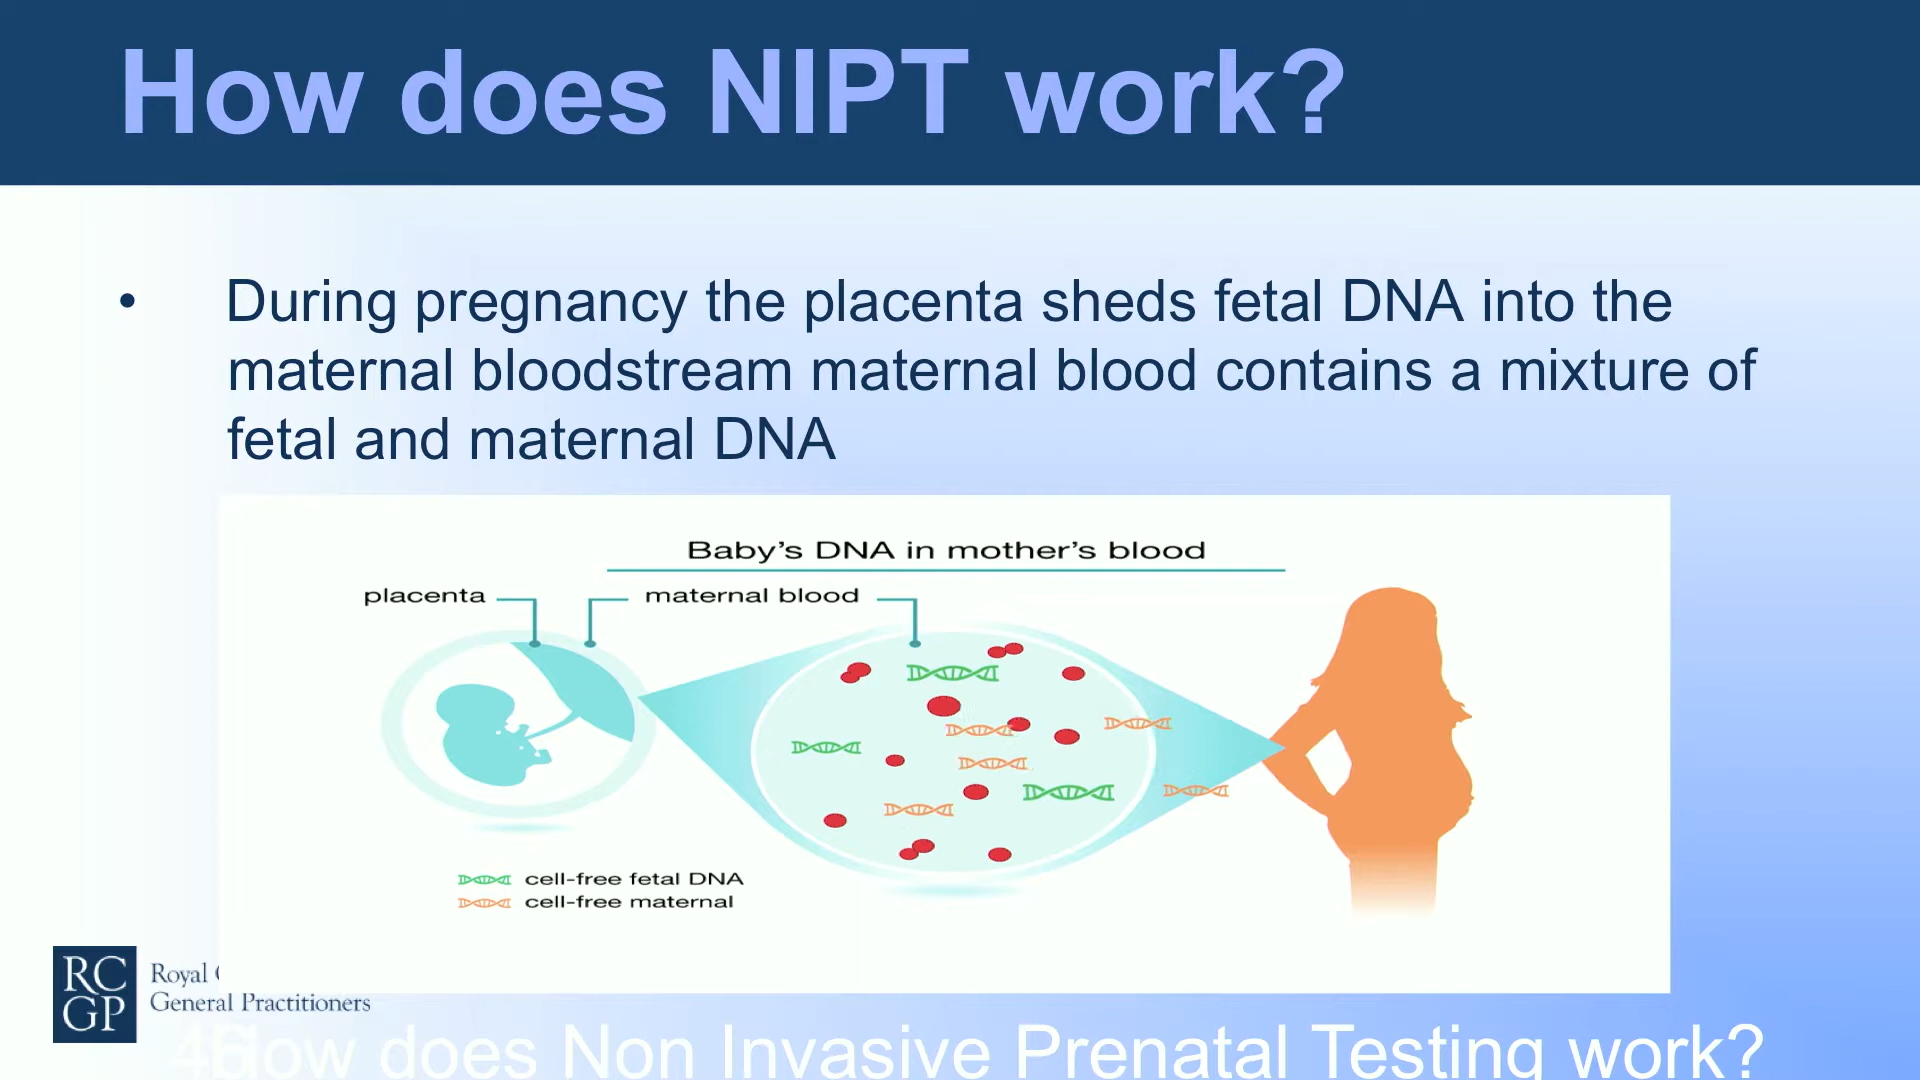 How does NIPT work?
• During pregnancy the placenta sheds fetal DNA into the
maternal bloodstream maternal blood contains a mixture of
fetal and maternal DNA
Baby's DNA in mother's blood
placenta
maternal blood
cell-free fetal DNA
cell-free maternal
RC
GP
Royal
General Practitioners
How does Non Invasive Prenatal Testing work?